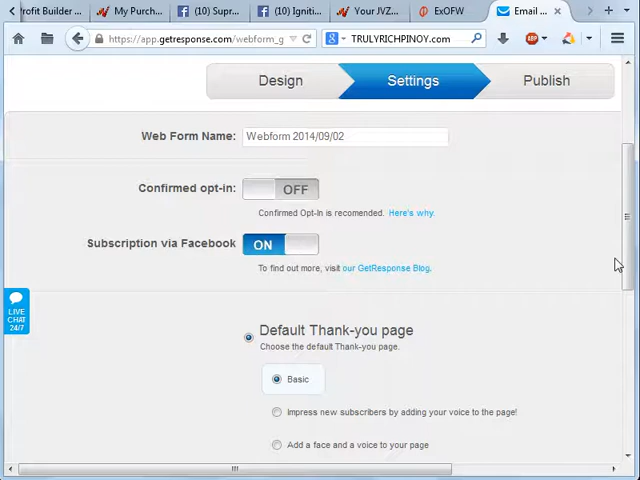 rofit Builder ...
My Purch...
(10) Supr...
(10) Igniti...
Your JVZ...
ExOFW
Email ...
https://app.getresponse.com/webform_g
TRULYRICHPINOY.com
ABP
Design
Settings
Publish
Web Form Name:
Webform 2014/09/02
Confirmed opt-in:
OFF
Confirmed Opt-In is recomended. Here's why.
Subscription via Facebook
ON
To find out more, visit our GetResponse Blog.
LIVE
CHAT
24/7
Default Thank-you page
Choose the default Thank-you page.
Basic
Impress new subscribers by adding your voice to the page!
Add a face and a voice to your page